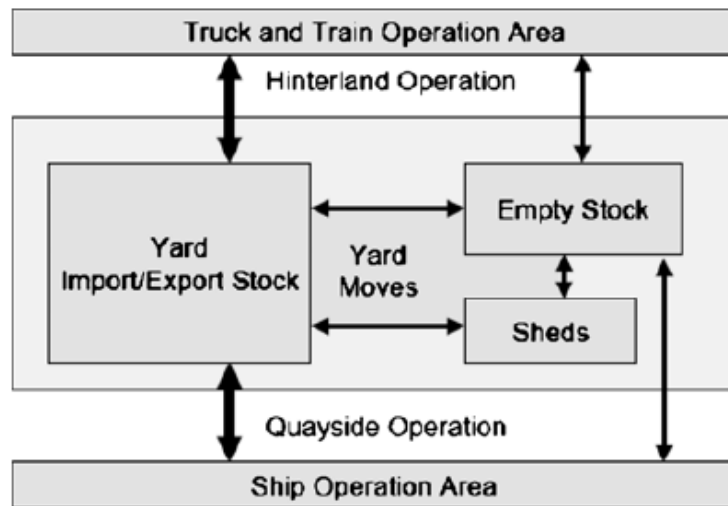 Truck and Train Operation Area
Hinterland Operation
Yard
Import/Export Stock
Yard
Moves
Empty Stock
Sheds
Quayside Operation
Ship Operation Area